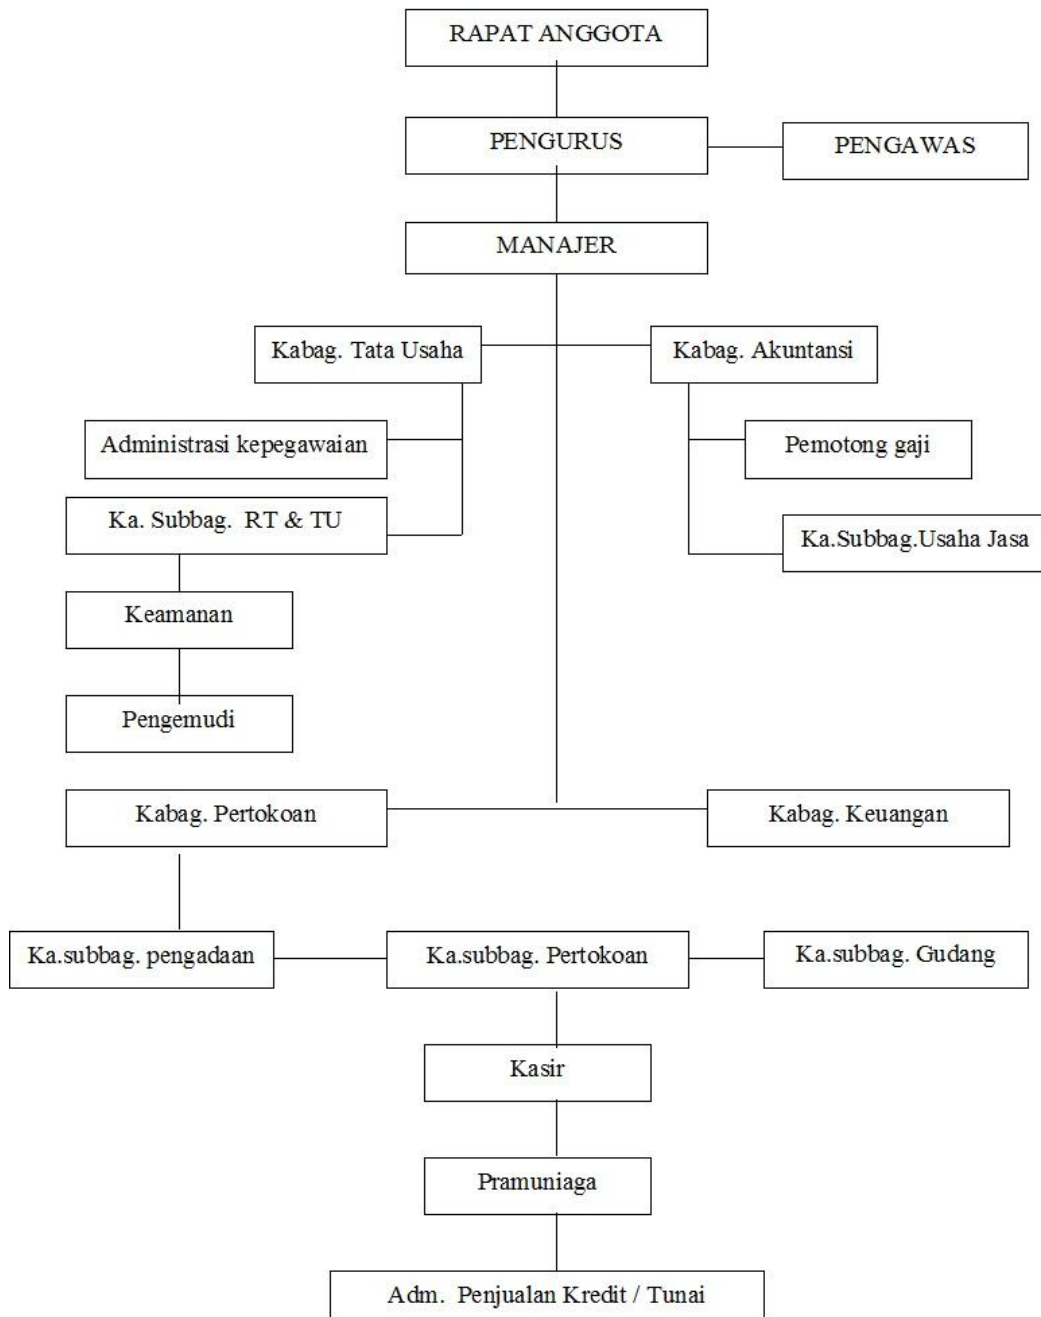 RAPAT ANGGOTA
PENGURUS
PENGAWAS
MANAJER
Kabag. Tata Usaha
Kabag. Akuntansi
Administrasi kepegawaian
Pemotong gaji
Ka. Subbag. RT & TU
Ka.Subbag.Usaha Jasa
Keamanan
Pengemudi
Kabag. Pertokoan
Kabag. Keuangan
Ka.subbag. pengadaan
Ka.subbag. Pertokoan
Ka.subbag. Gudang
Kasir
Pramuniaga
Adm. Penjualan Kredit / Tunai